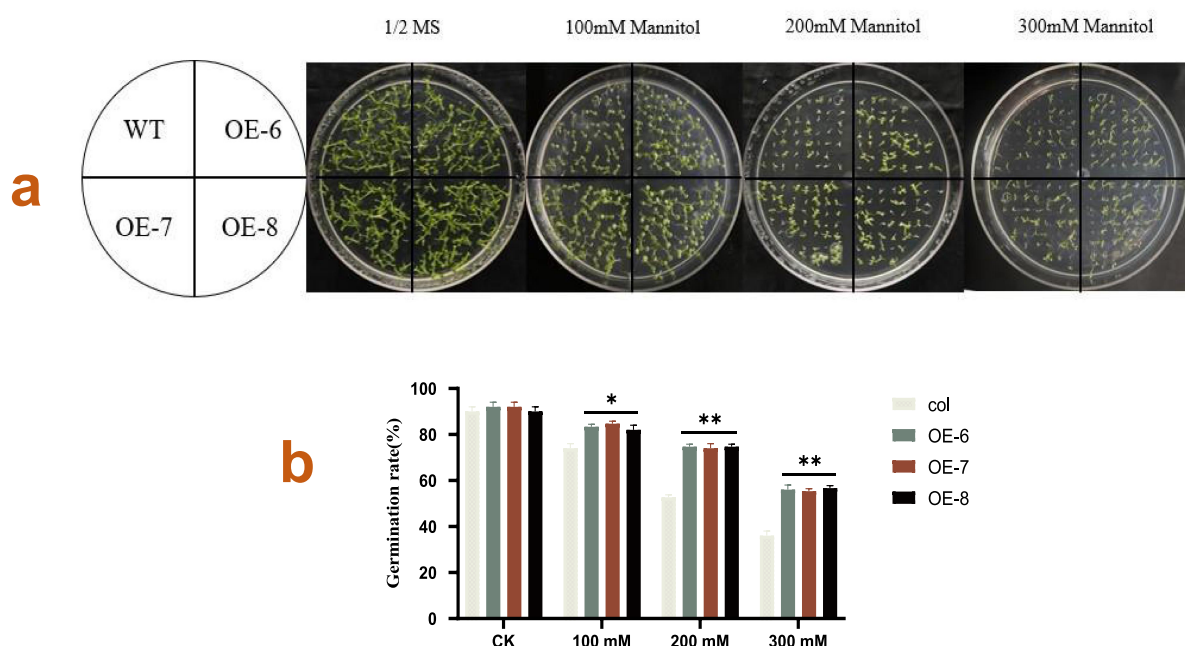 1/2 MS 100mM Mannitol 200mM Mannitol 300mM Mannitol
WT OE-6
a
OE-7 OE-8
b
Germination rate(%)
100
80
60
40
20
0
* ** **
CK 100 mM 200 mM 300 mM
col
OE-6
OE-7
OE-8